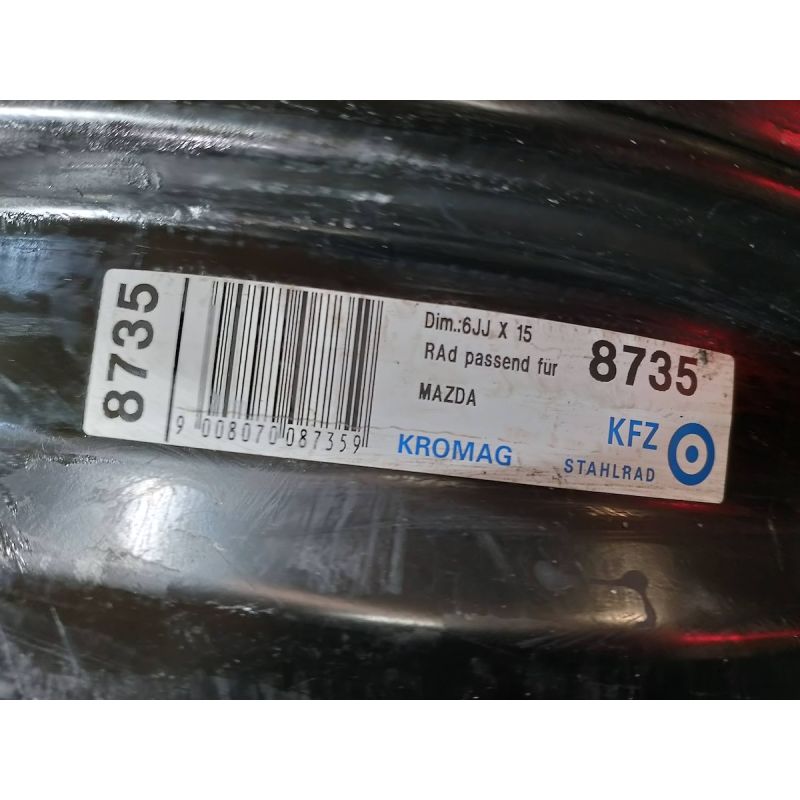 8735
9 008070 087359
Dim.:6JJ X 15
RAd passend für
MAZDA
8735
KROMAG
KFZ
STAHLRAD